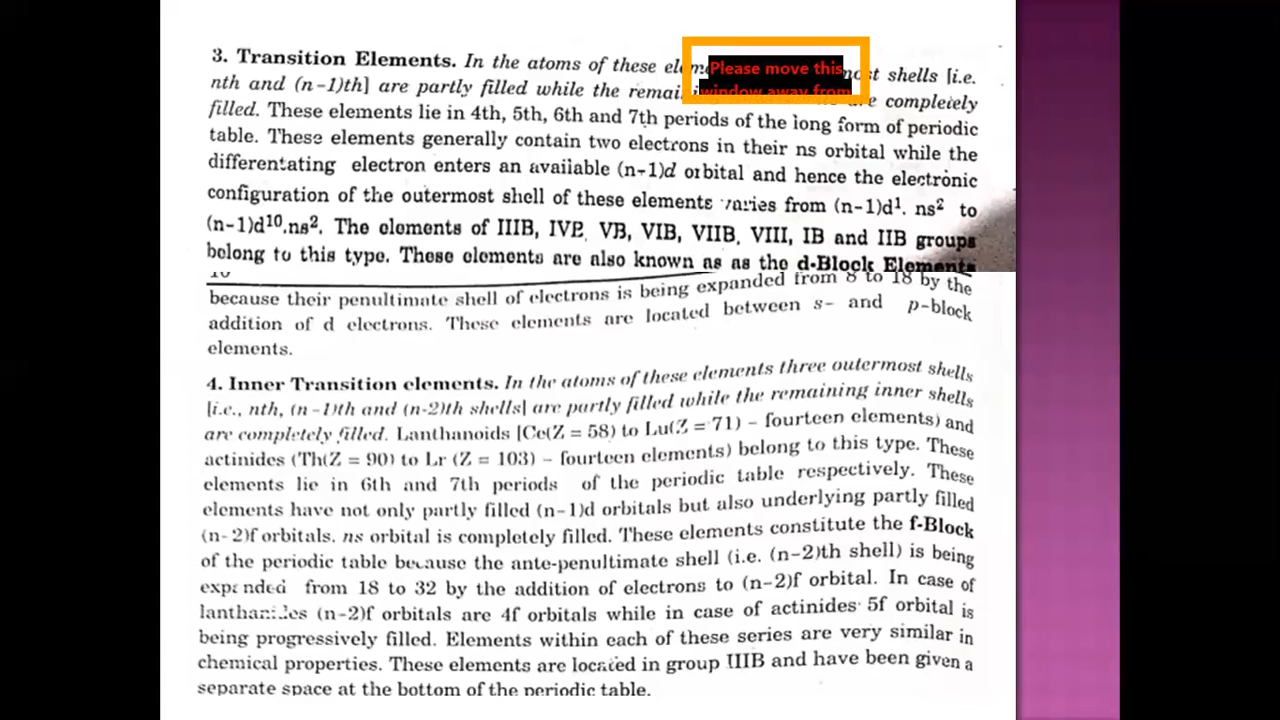 3. Transition Elements. In the atoms of these most shells [i.e.
Please move this
window away from
nth and (n-1)th] are partly filled while the are completely
filled. These elements lie in 4th, 5th, 6th and 7th periods of the long form of periodic
table. These elements generally contain two electrons in their ns orbital while the
differentating electron enters an available (n-1)d orbital and hence the electronic
configuration of the outermost shell of these elements varies from (n-1)d¹. ns² to
(n-1)d¹⁰.ns². The elements of IIIB, IVB, VB, VIB, VIIB, VIII, IB and IIB groups
belong to this type. These elements are also known as as the d-Block Elements
because their penultimate shell of electrons is being expanded from 8 to 18 by the
addition of d electrons. These elements are located between s- and p-block
elements.
4. Inner Transition elements. In the atoms of these elements three outermost shells
[i.e., nth, (n-1)th and (n-2)th shells] are partly filled while the remaining inner shells
are completely filled. Lanthanoids [Ce(Z = 58) to Lu(Z = 71) – fourteen elements) and
actinides (Th(Z = 90) to Lr (Z = 103) – fourteen elements) belong to this type. These
elements lie in 6th and 7th periods of the periodic table respectively. These
elements have not only partly filled (n-1)d orbitals but also underlying partly filled
(n-2)f orbitals. ns orbital is completely filled. These elements constitute the f-Block
of the periodic table because the ante-penultimate shell (i.e. (n-2)th shell) is being
expanded from 18 to 32 by the addition of electrons to (n-2)f orbital. In case of
lanthanides (n-2)f orbitals are 4f orbitals while in case of actinides 5f orbital is
being progressively filled. Elements within each of these series are very similar in
chemical properties. These elements are located in group IIIB and have been given a
separate space at the bottom of the periodic table.